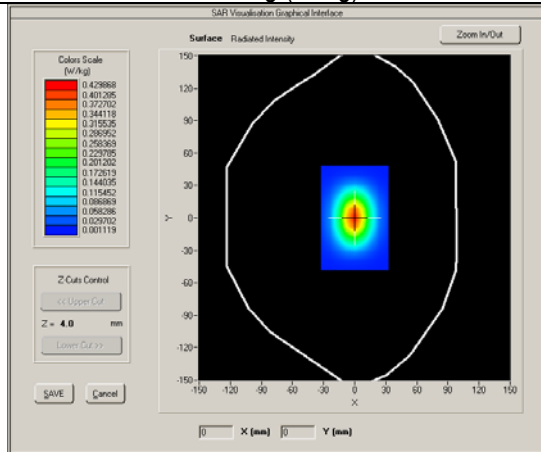 SAR Visualisation Graphical Interface
Surface Radiated Intensity
Zoom In/Out
Colors Scale
(W/kg)
0.429868
0.401285
0.372702
0.344118
0.315535
0.286952
0.258369
0.229785
0.201202
0.172619
0.144035
0.115452
0.086869
0.058286
0.029702
0.001119
Z-Cuts Control
<< Upper Cut
Z = 4.0 mm
Lower Cut >>
SAVE Cancel
150
120
90
60
30
0
-30
-60
-90
-120
-150
Y
-150 -120 -90 -60 -30 0 30 60 90 120 150
X
0 X (mm) 0 Y (mm)